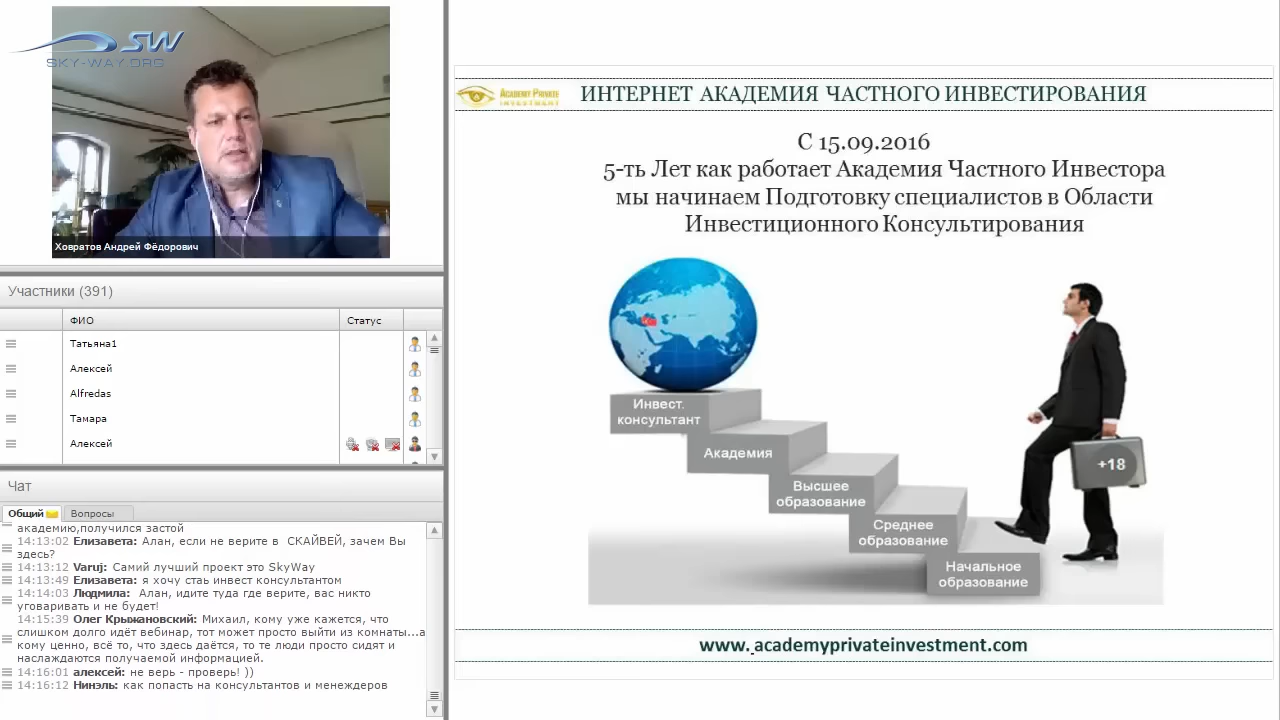 SW
SKY-WAY.ORG
Ховратов Андрей Фёдорович
Участники (391)
ФИО
Статус
Татьяна1
Алексей
Alfredas
Тамара
Алексей
Чат
Общий
Вопросы
академию,получился застой
14:13:02 Елизавета: Алан, если не верите в СКАЙВЕЙ, зачем Вы
здесь?
14:13:12 Varuj: Самий лучший проект это SkyWay
14:13:49 Елизавета: я хочу стаь инвест консультантом
14:14:03 Людмила: Алан, идите туда где верите, вас никто
уговаривать и не будет!
14:15:39 Олег Крыжановский: Михаил, кому уже кажется, что
слишком долго идёт вебинар, тот может просто выйти из комнаты...а
кому ценно, всё то, что здесь даётся, то те люди просто сидят и
наслаждаются получаемой информацией.
14:16:01 алексей: не верь - проверь! ))
14:16:12 Нинэль: как попасть на консультантов и менеждеров
ACADEMY PRIVATE
INVESTMENT
ИНТЕРНЕТ АКАДЕМИЯ ЧАСТНОГО ИНВЕСТИРОВАНИЯ
С 15.09.2016
5-ть Лет как работает Академия Частного Инвестора
мы начинаем Подготовку специалистов в Области
Инвестиционного Консультирования
Инвест.
консультант
Академия
Высшее
образование
Среднее
образование
Начальное
образование
+18
www. academyprivateinvestment.com